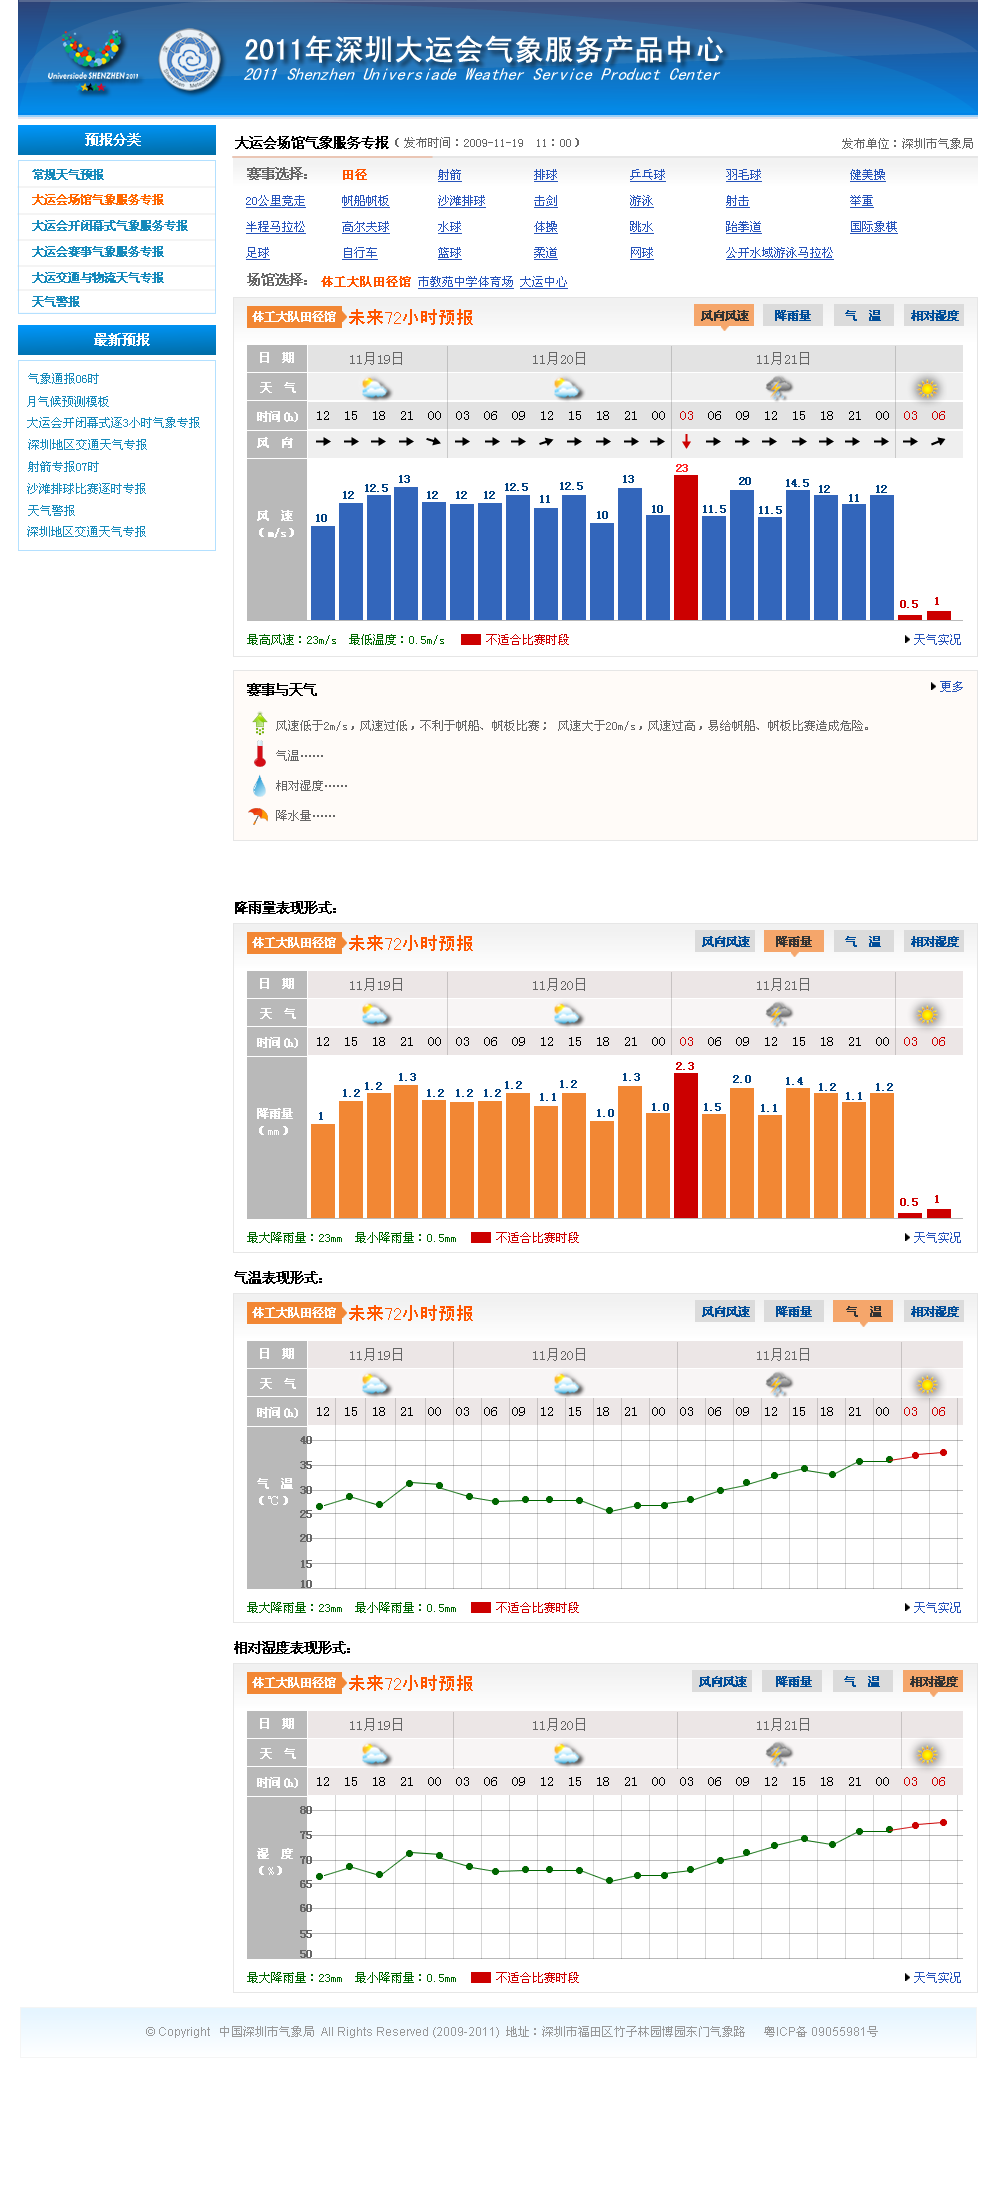 Universiade SHENZHEN 2011
2011年深圳大运会气象服务产品中心
2011 Shenzhen Universiade Weather Service Product Center
预报分类
常规天气预报
大运会场馆气象服务专报
大运会开闭幕式气象服务专报
大运会赛事气象服务专报
大运交通与物流天气专报
天气警报
最新预报
气象通报06时
月气候预测模板
大运会开闭幕式逐3小时气象专报
深圳地区交通天气专报
射箭专报07时
沙滩排球比赛逐时专报
天气警报
深圳地区交通天气专报
大运会场馆气象服务专报（发布时间：2009-11-19 11：00） 发布单位：深圳市气象局
赛事选择： 田径 射箭 排球 乒乓球 羽毛球 健美操
20公里竞走 帆船帆板 沙滩排球 游泳 射击 举重
半程马拉松 高尔夫球 水球 体操 跳水 跆拳道 国际象棋
足球 自行车 篮球 柔道 网球 公开水域游泳马拉松
场馆选择： 体工大队田径馆 市教苑中学体育场 大运中心
体工大队田径馆 未来72小时预报 风向风速 降雨量 气 温 相对湿度
日 期 11月19日 11月20日 11月21日
天 气
时间(h) 12 15 18 21 00 03 06 09 12 15 18 21 00 03 06 09 12 15 18 21 00 03 06
风 向
风 速
（m/s）
10 12 12.5 13 12 12 12 12.5 11 12.5 10 13 10 23 11.5 20 11.5 14.5 12 11 12 0.5 1
最高风速：23m/s 最低温度：0.5m/s 不适合比赛时段 天气实况
赛事与天气 更多
风速低于2m/s，风速过低，不利于帆船、帆板比赛； 风速大于20m/s，风速过高，易给帆船、帆板比赛造成危险。
气温……
相对湿度……
降水量……
降雨量表现形式：
体工大队田径馆 未来72小时预报 风向风速 降雨量 气 温 相对湿度
日 期 11月19日 11月20日 11月21日
天 气
时间(h) 12 15 18 21 00 03 06 09 12 15 18 21 00 03 06 09 12 15 18 21 00 03 06
降雨量
（mm）
1 1.2 1.2 1.3 1.2 1.2 1.2 1.2 1.1 1.2 1.0 1.3 1.0 2.3 1.5 2.0 1.1 1.4 1.2 1.1 1.2 0.5 1
最大降雨量：23mm 最小降雨量：0.5mm 不适合比赛时段 天气实况
气温表现形式：
体工大队田径馆 未来72小时预报 风向风速 降雨量 气 温 相对湿度
日 期 11月19日 11月20日 11月21日
天 气
时间(h) 12 15 18 21 00 03 06 09 12 15 18 21 00 03 06 09 12 15 18 21 00 03 06
气 温
（℃）
40
35
30
25
20
15
10
最大降雨量：23mm 最小降雨量：0.5mm 不适合比赛时段 天气实况
相对湿度表现形式：
体工大队田径馆 未来72小时预报 风向风速 降雨量 气 温 相对湿度
日 期 11月19日 11月20日 11月21日
天 气
时间(h) 12 15 18 21 00 03 06 09 12 15 18 21 00 03 06 09 12 15 18 21 00 03 06
湿 度
（%）
80
75
70
65
60
55
50
最大降雨量：23mm 最小降雨量：0.5mm 不适合比赛时段 天气实况
© Copyright 中国深圳市气象局 All Rights Reserved (2009-2011) 地址：深圳市福田区竹子林园博园东门气象路 粤ICP备 09055981号